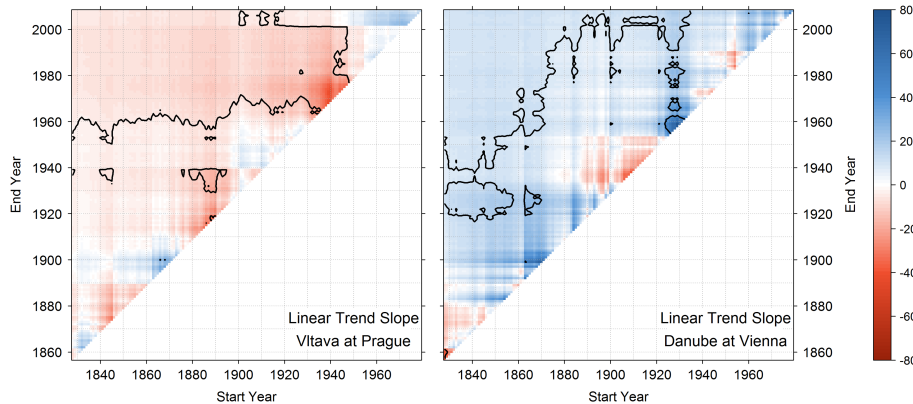 2000
1980
1960
1940
1920
1900
1880
1860
End Year
1840 1860 1880 1900 1920 1940 1960
Start Year
Linear Trend Slope
Vltava at Prague
1840 1860 1880 1900 1920 1940 1960
Start Year
Linear Trend Slope
Danube at Vienna
2000
1980
1960
1940
1920
1900
1880
1860
End Year
80
60
40
20
0
-20
-40
-60
-80